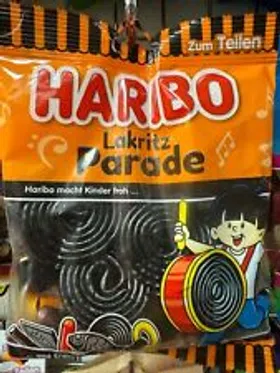 Zum Teilen
HARIBO
Lakritz
Parade
Haribo macht Kinder froh ...